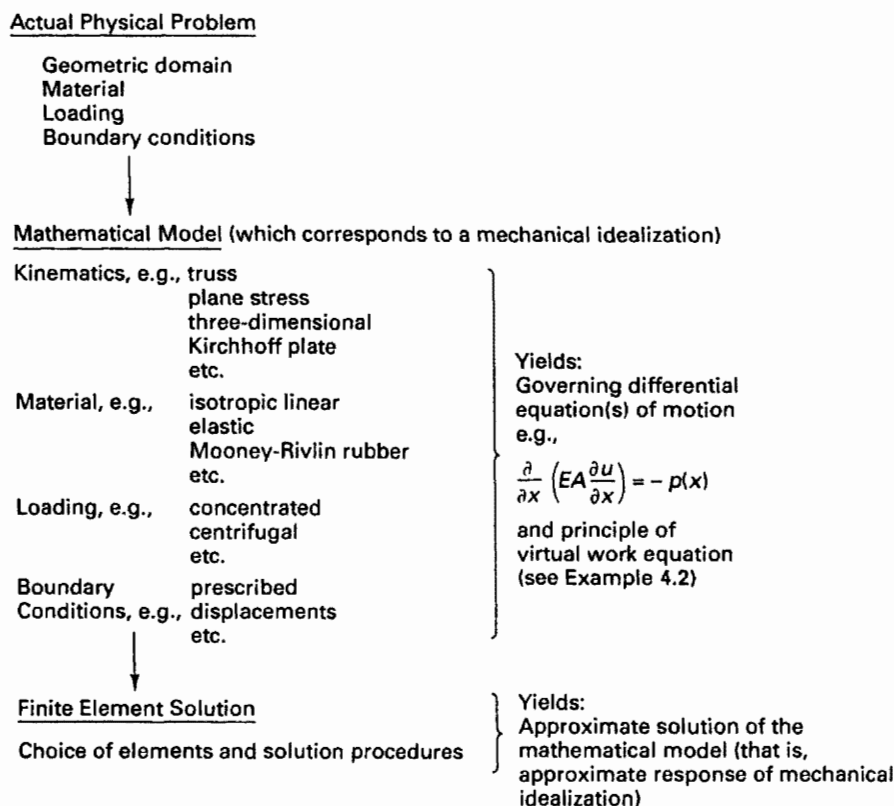 Actual Physical Problem
Geometric domain
Material
Loading
Boundary conditions
Mathematical Model (which corresponds to a mechanical idealization)
Kinematics, e.g., truss
plane stress
three-dimensional
Kirchhoff plate
etc.
Material, e.g., isotropic linear
elastic
Mooney-Rivlin rubber
etc.
Loading, e.g., concentrated
centrifugal
etc.
Boundary prescribed
Conditions, e.g., displacements
etc.
Yields:
Governing differential
equation(s) of motion
e.g.,
∂/∂x (EA ∂u/∂x) = – p(x)
and principle of
virtual work equation
(see Example 4.2)
Finite Element Solution
Choice of elements and solution procedures
Yields:
Approximate solution of the
mathematical model (that is,
approximate response of mechanical
idealization)